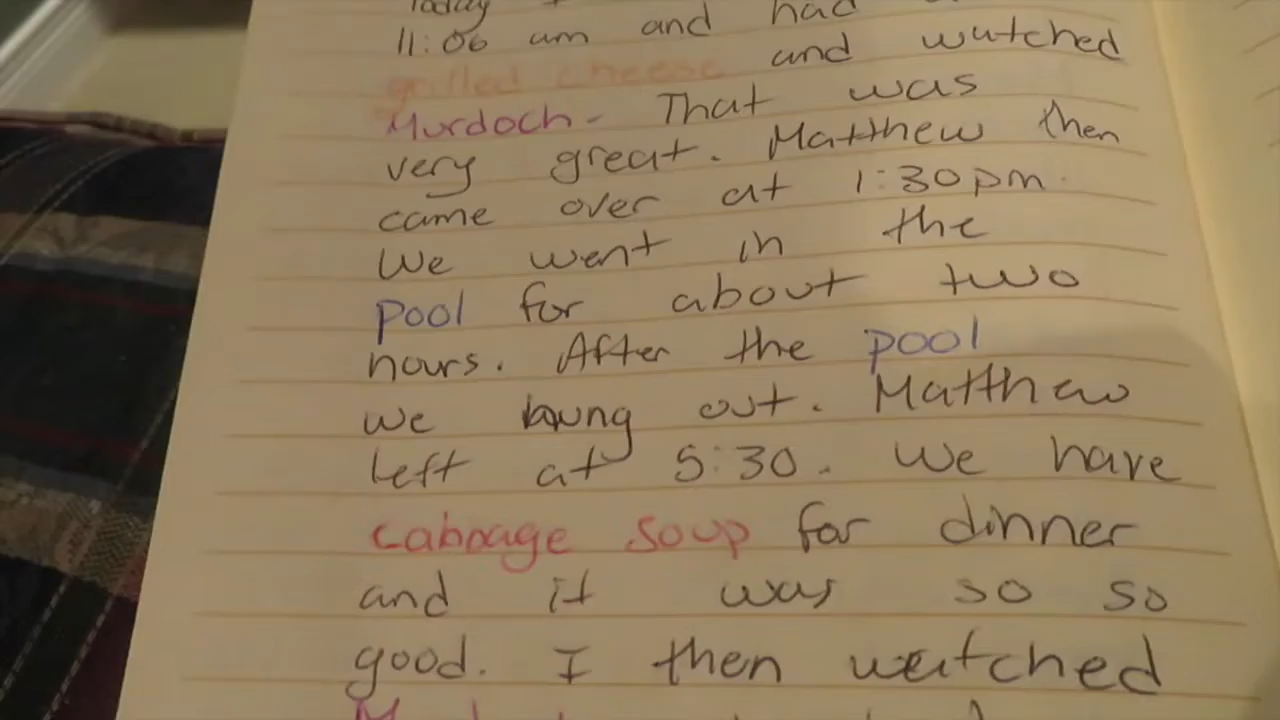 Today
11:06 am and had
grilled cheese and watched
Murdoch. That was
very great. Matthew then
came over at 1:30pm.
We went in the
pool for about two
hours. After the pool
we hung out. Matthew
left at 5:30. We have
cabbage soup for dinner
and it was so so
good. I then watched